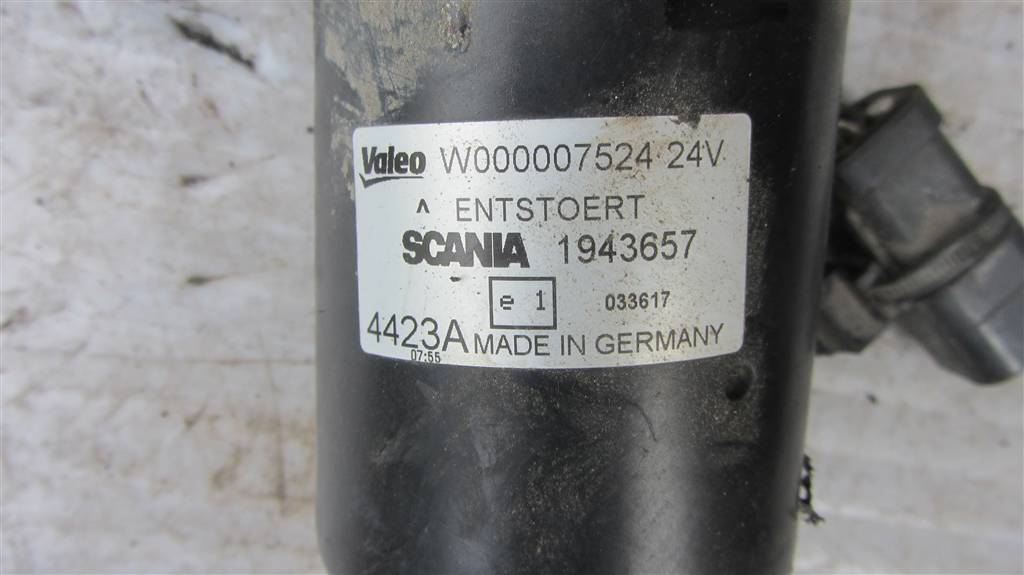 Valeo W000007524 24V
^ ENTSTOERT
SCANIA 1943657
e 1 033617
4423A MADE IN GERMANY
07:55